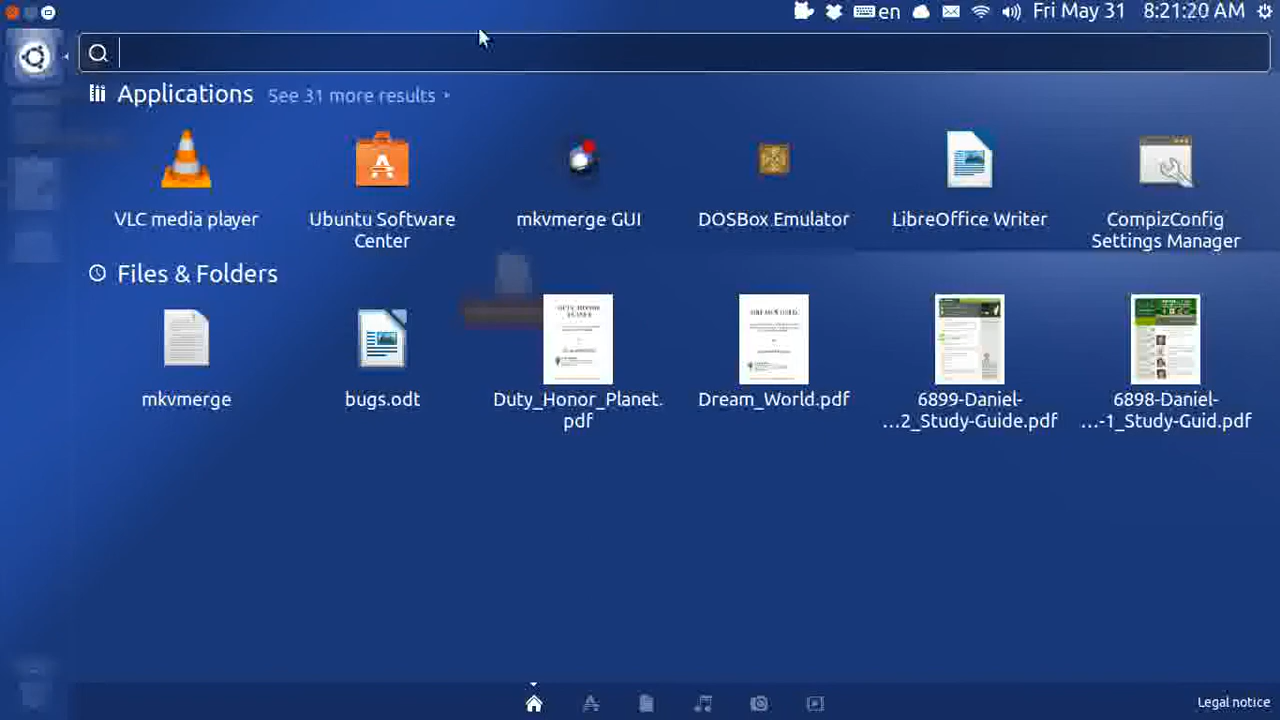 en Fri May 31 8:21:20 AM
Applications See 31 more results
VLC media player
Ubuntu Software
Center
mkvmerge GUI
DOSBox Emulator
LibreOffice Writer
CompizConfig
Settings Manager
Files & Folders
mkvmerge
bugs.odt
Duty_Honor_Planet.
pdf
Dream_World.pdf
6899-Daniel-
...2_Study-Guide.pdf
6898-Daniel-
...-1_Study-Guid.pdf
Legal notice